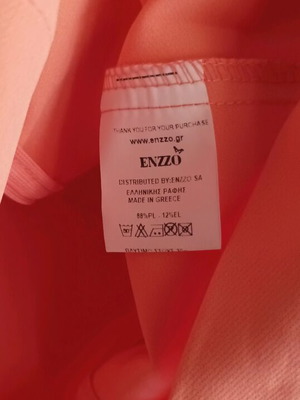 THANK YOU FOR YOUR PURCHASE
www.enzzo.gr
ENZZO
DISTRIBUTED BY:ENZZO SA
ΕΛΛΗΝΙΚΗΣ ΡΑΦΗΣ
MADE IN GREECE
88%PL - 12%EL